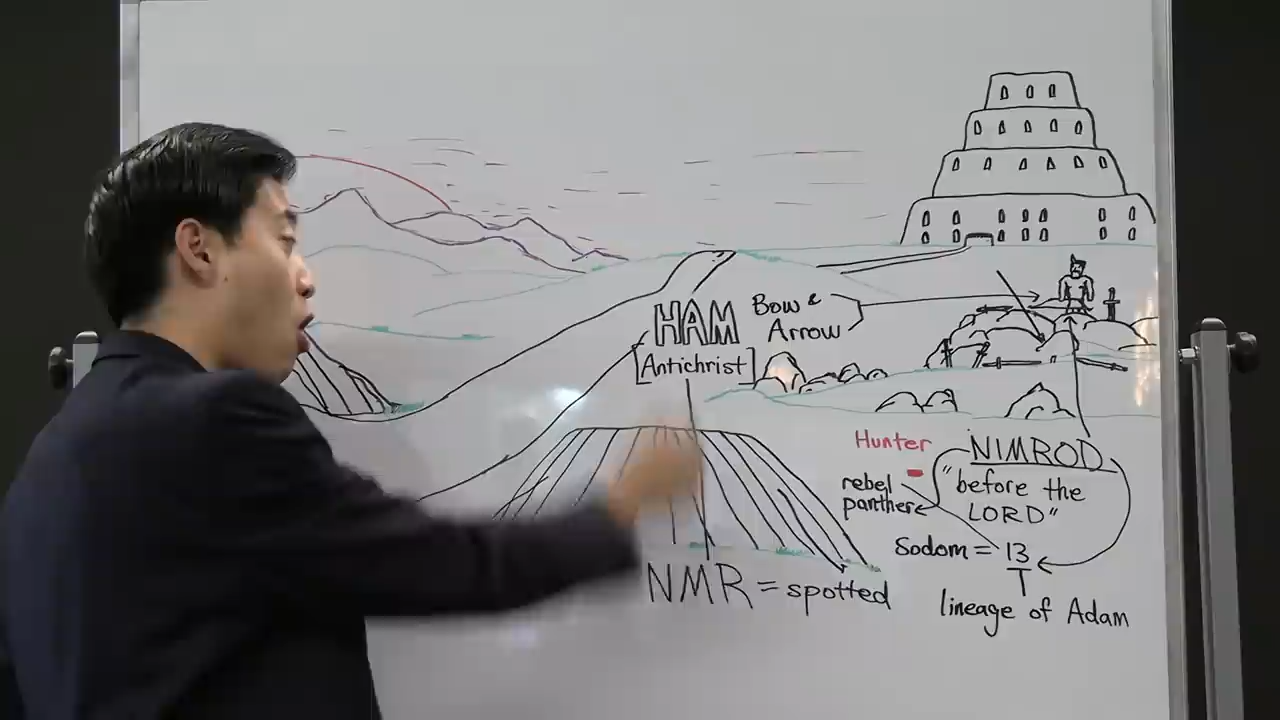 HAM
[Antichrist]
Bow &
Arrow
Hunter
NIMROD
rebel
panther
"before the
LORD"
Sodom = 13
lineage of Adam
NMR = spotted